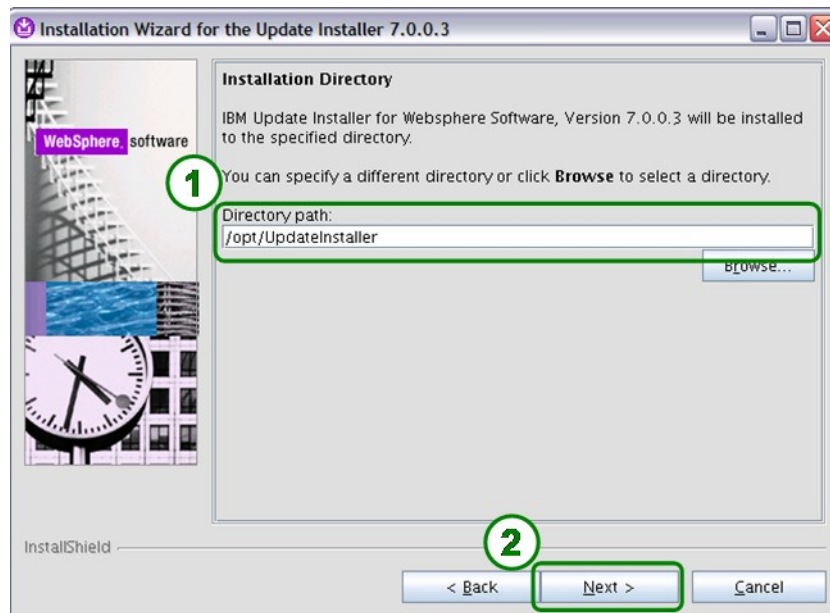 Installation Wizard for the Update Installer 7.0.0.3
WebSphere, software
Installation Directory
IBM Update Installer for Websphere Software, Version 7.0.0.3 will be installed
to the specified directory.
You can specify a different directory or click Browse to select a directory.
1
Directory path:
/opt/UpdateInstaller
Browse...
InstallShield
2
< Back
Next >
Cancel